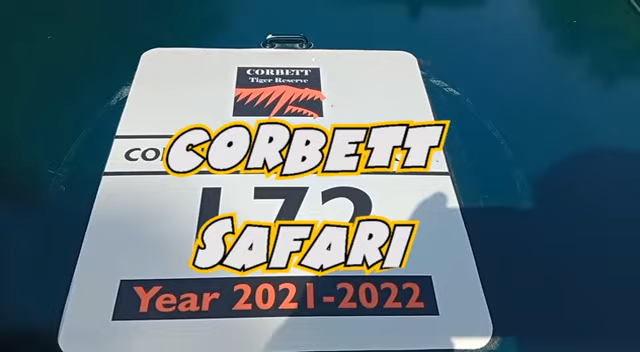 CORBETT
Tiger Reserve
CORBETT
SAFARI
Year 2021-2022